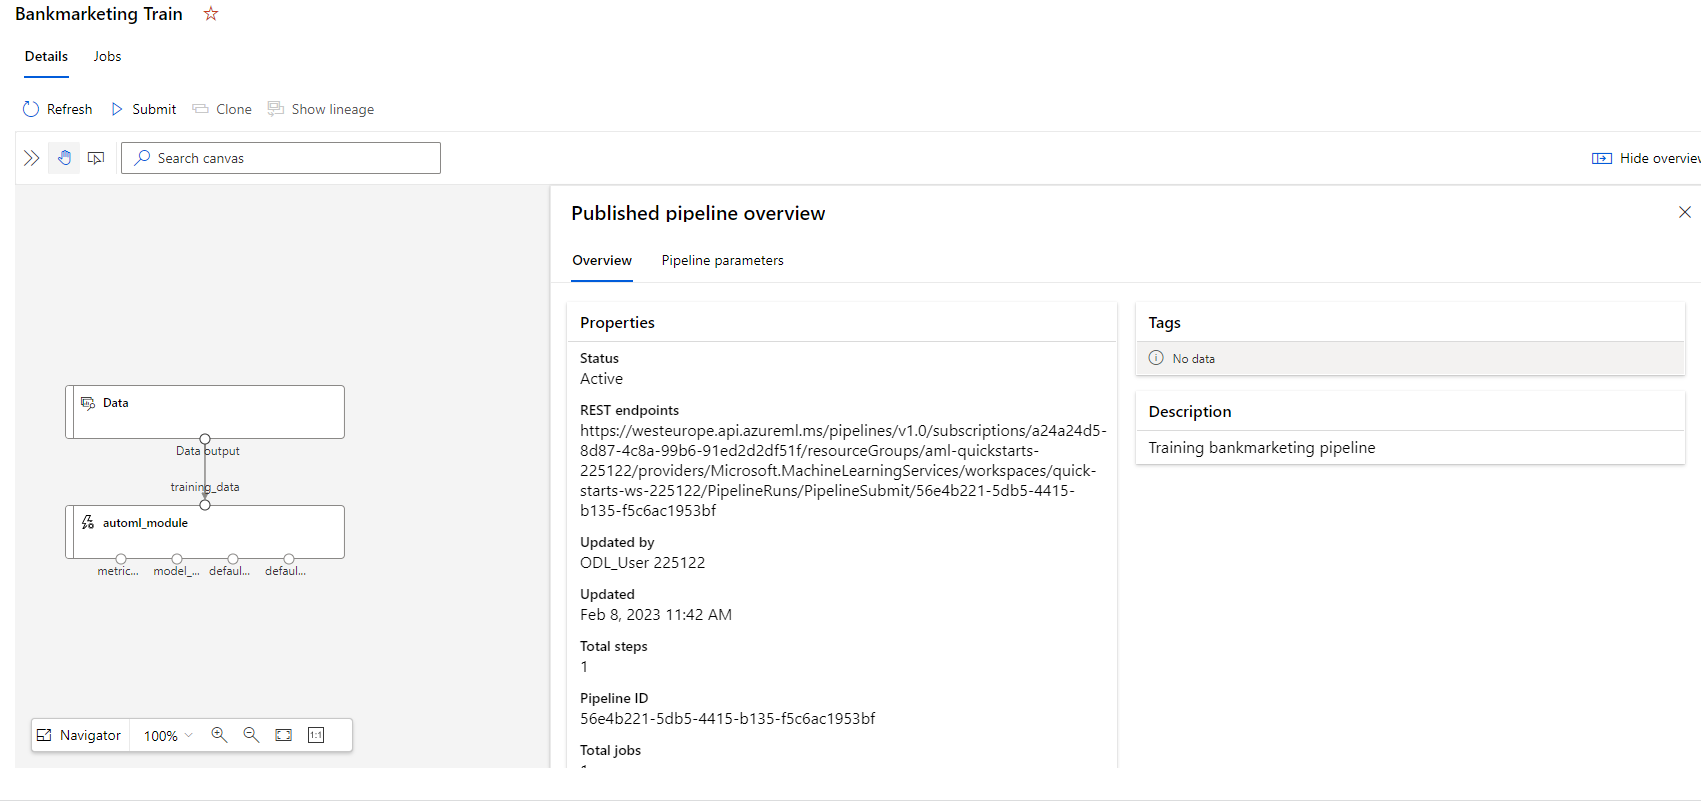 Bankmarketing Train
Details
Jobs
Refresh
Submit
Clone
Show lineage
Search canvas
Hide overview
Published pipeline overview
Overview
Pipeline parameters
Data
Data output
training_data
automl_module
metric...
model_...
defaul...
defaul...
Navigator
100%
1:1
Properties
Status
Active
REST endpoints
https://westeurope.api.azureml.ms/pipelines/v1.0/subscriptions/a24a24d5-
8d87-4c8a-99b6-91ed2d2df51f/resourceGroups/aml-quickstarts-
225122/providers/Microsoft.MachineLearningServices/workspaces/quick-
starts-ws-225122/PipelineRuns/PipelineSubmit/56e4b221-5db5-4415-
b135-f5c6ac1953bf
Updated by
ODL_User 225122
Updated
Feb 8, 2023 11:42 AM
Total steps
1
Pipeline ID
56e4b221-5db5-4415-b135-f5c6ac1953bf
Total jobs
Tags
No data
Description
Training bankmarketing pipeline